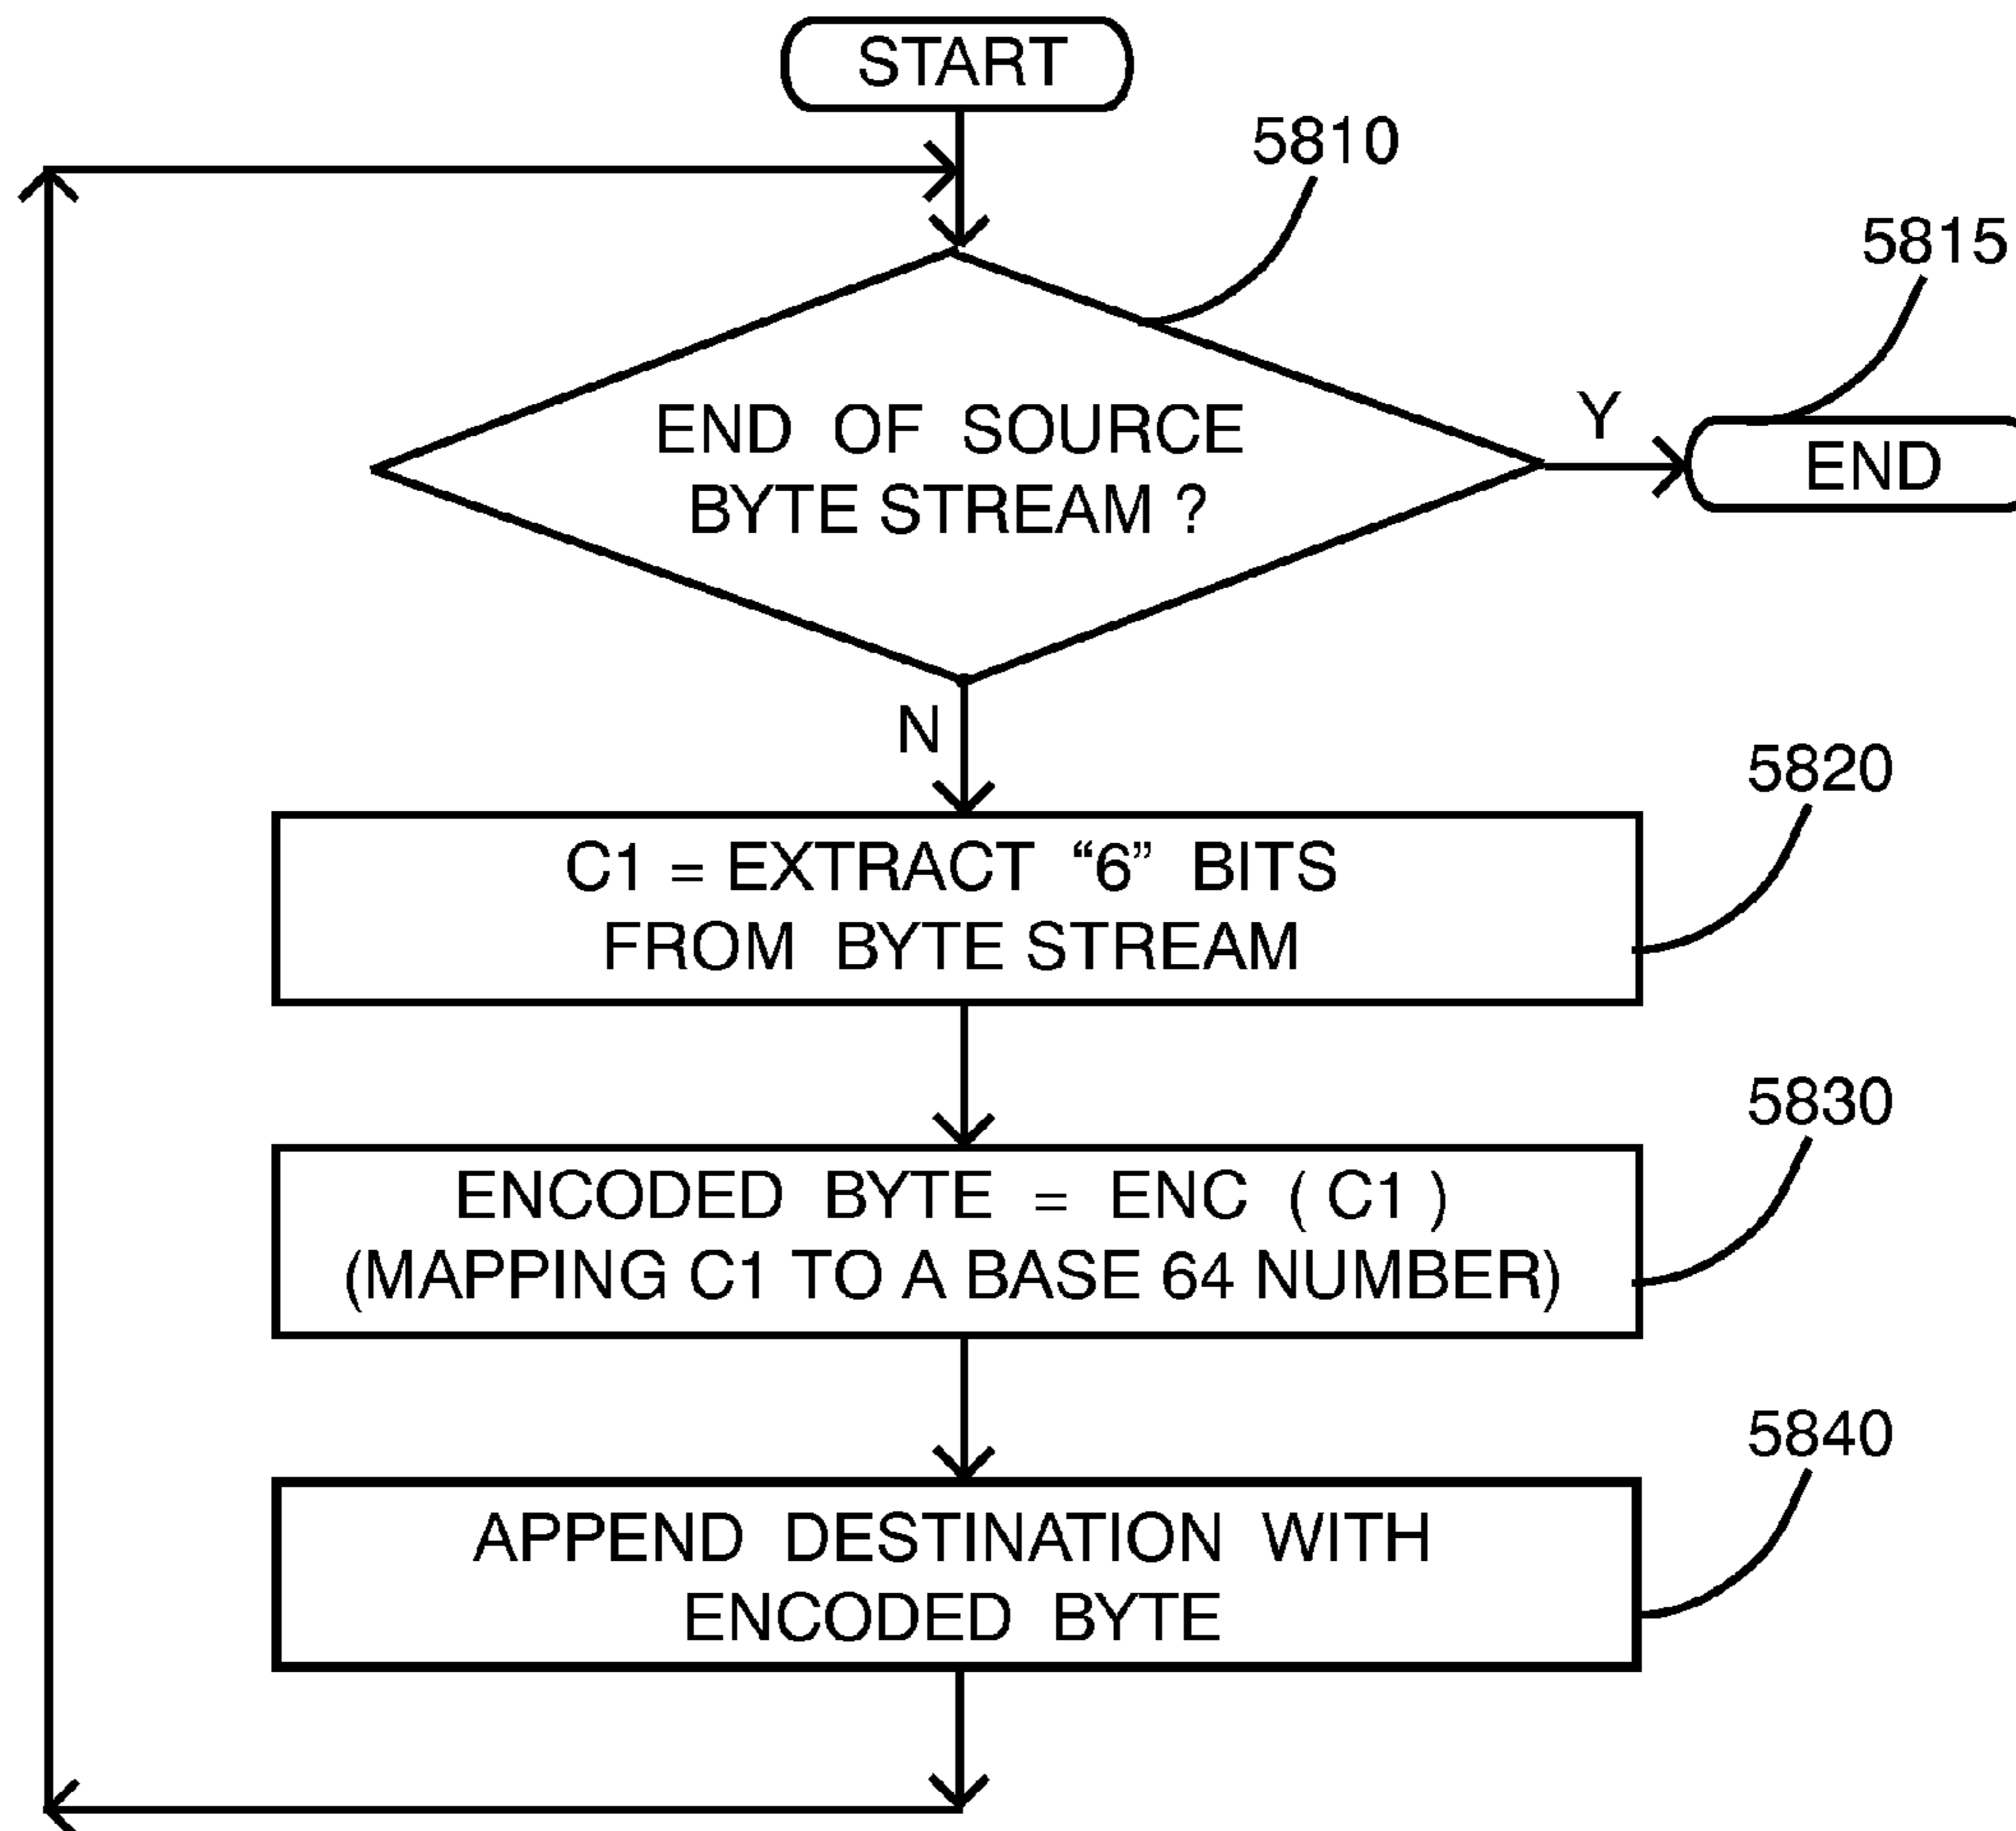 START
5810
5815
END OF SOURCE
BYTE STREAM ?
Y
END
N
5820
C1 = EXTRACT “6” BITS
FROM BYTE STREAM
5830
ENCODED BYTE = ENC ( C1 )
(MAPPING C1 TO A BASE 64 NUMBER)
5840
APPEND DESTINATION WITH
ENCODED BYTE